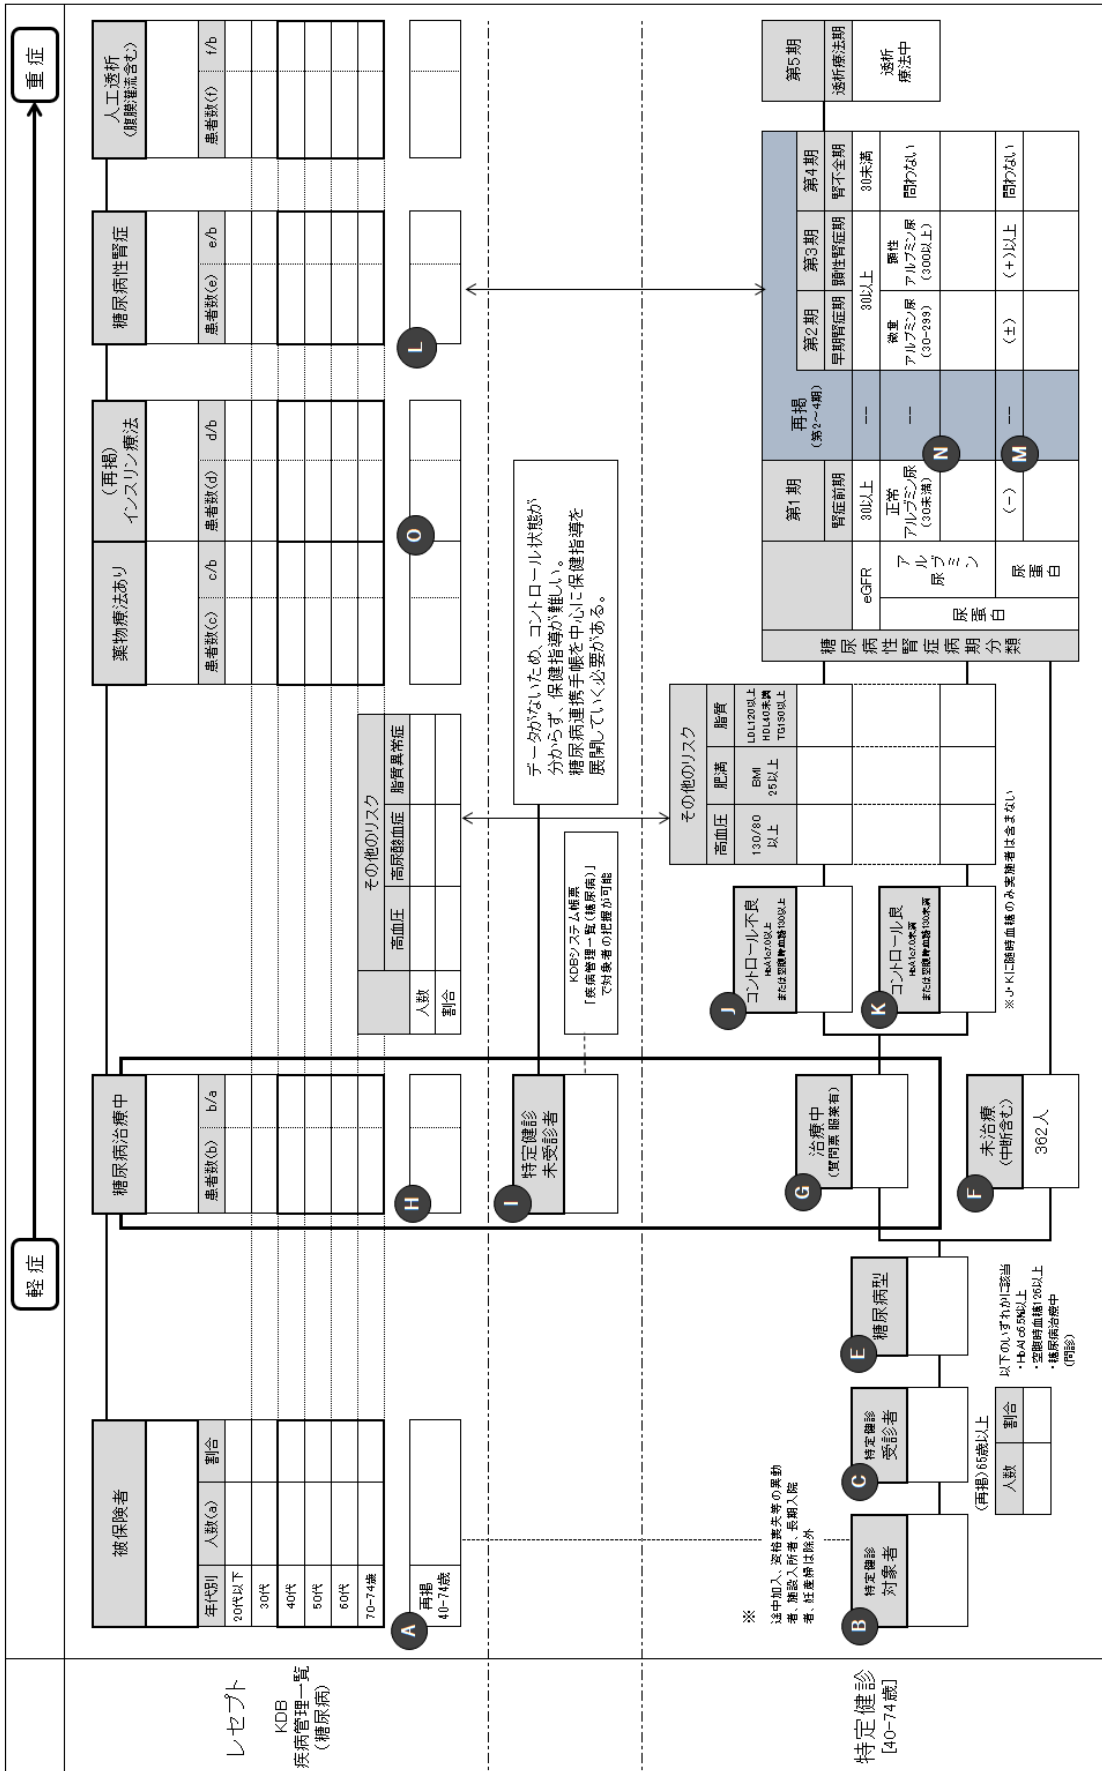 軽症
重症
レセプト
KDB
疾病管理一覧
(糖尿病)
被保険者
年代別
人数(a)
割合
20代以下
30代
40代
50代
60代
70-74歳
A
再掲
40-74歳
糖尿病治療中
患者数(b)
b/a
H
その他のリスク
高血圧
高尿酸血症
脂質異常症
人数
割合
薬物療法あり
患者数(c)
c/b
(再掲)
インスリン療法
患者数(d)
d/b
O
糖尿病性腎症
患者数(e)
e/b
L
人工透析
(腹膜灌流含む)
患者数(f)
f/b
I
特定健診
未受診者
KDBシステム帳票
「疾病管理一覧(糖尿病)」
で対象者の把握が可能
データがないため、コントロール状態が
分からず、保健指導が難しい。
糖尿病連携手帳を中心に保健指導を
展開していく必要がある。
特定健診
[40-74歳]
※
途中加入、資格喪失等の異動
者、施設入所者、長期入院
者、妊産婦は除外
B
特定健診
対象者
C
特定健診
受診者
(再掲)65歳以上
人数
割合
E
糖尿病型
以下のいずれかに該当
・HbA1c6.5%以上
・空腹時血糖126以上
・糖尿病治療中
(問診)
G
治療中
(質問票 服薬有)
F
未治療
(中断含む)
362人
J
コントロール不良
HbA1c7.0以上
または空腹時血糖130以上
K
コントロール良
HbA1c7.0未満
または空腹時血糖130未満
※J・Kに随時血糖のみ実施者は含まない
その他のリスク
高血圧
肥満
脂質
130/80
以上
BMI
25以上
LDL120以上
HDL40未満
TG150以上
糖尿病性腎症病期分類
第1期
再掲
(第2～4期)
第2期
第3期
第4期
第5期
腎症前期
早期腎症期
顕性腎症期
腎不全期
透析療法期
eGFR
30以上
--
30以上
30未満
透析
療法中
尿蛋白
アルブミン尿
正常
アルブミン尿
(30未満)
--
微量
アルブミン尿
(30-299)
顕性
アルブミン尿
(300以上)
問わない
N
尿蛋白
(-)
--
(±)
(+)以上
問わない
M